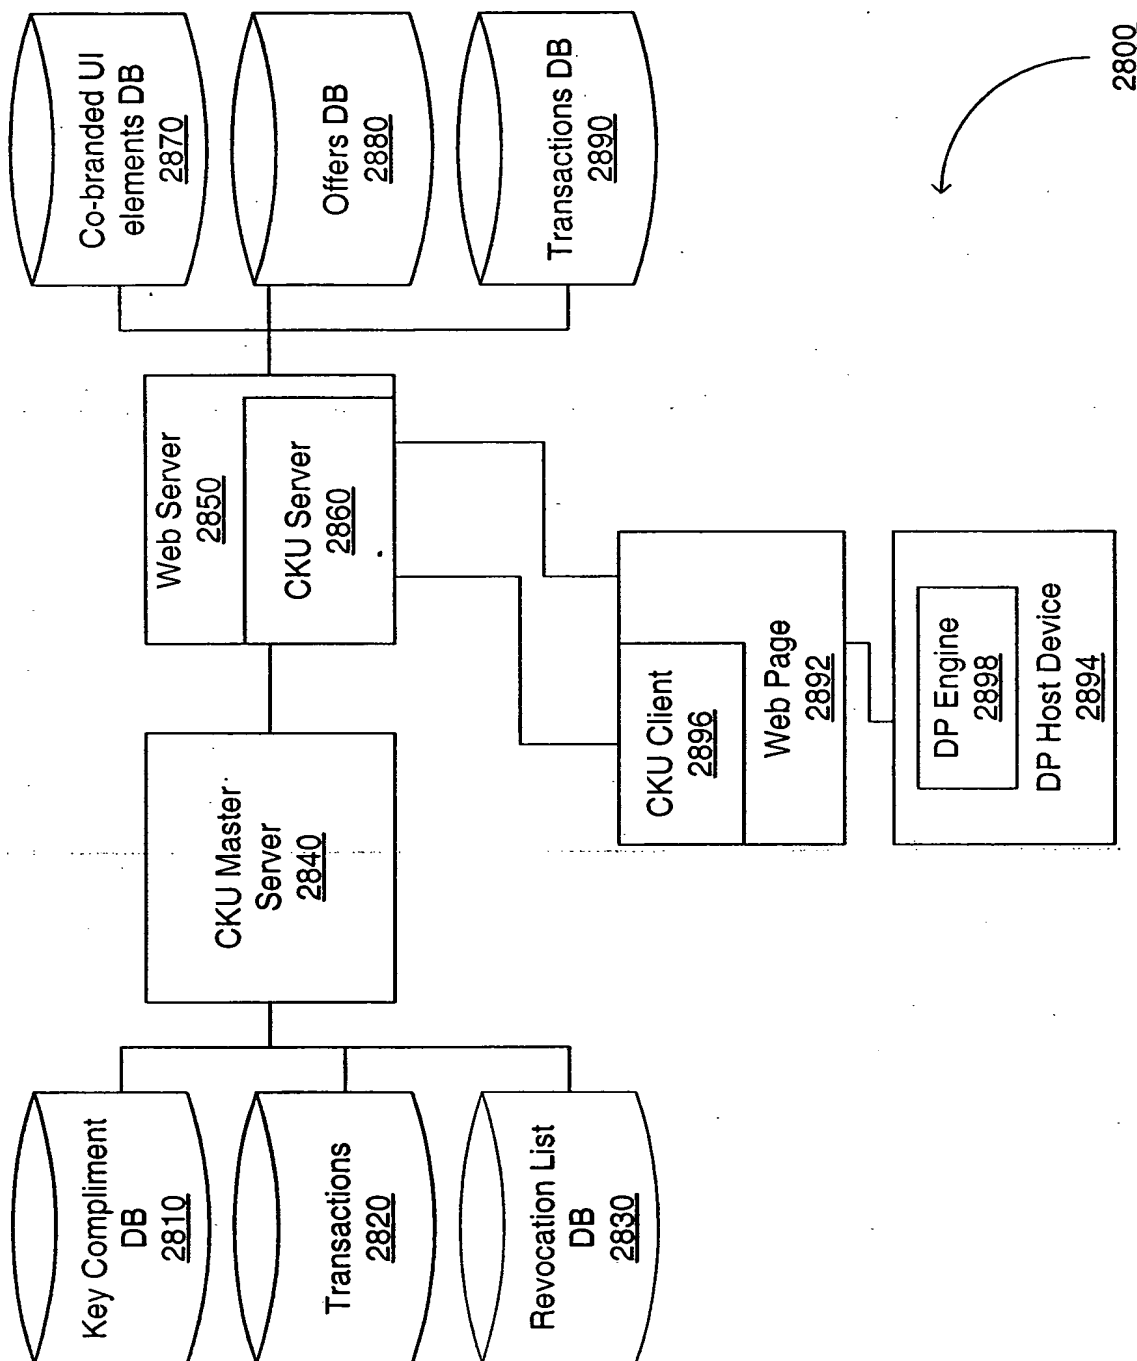 Key Compliment
DB
2810
Transactions
2820
Revocation List
DB
2830
CKU Master
Server
2840
Web Server
2850
CKU Server
2860
Co-branded UI
elements DB
2870
Offers DB
2880
Transactions DB
2890
CKU Client
2896
Web Page
2892
DP Engine
2898
DP Host Device
2894
2800